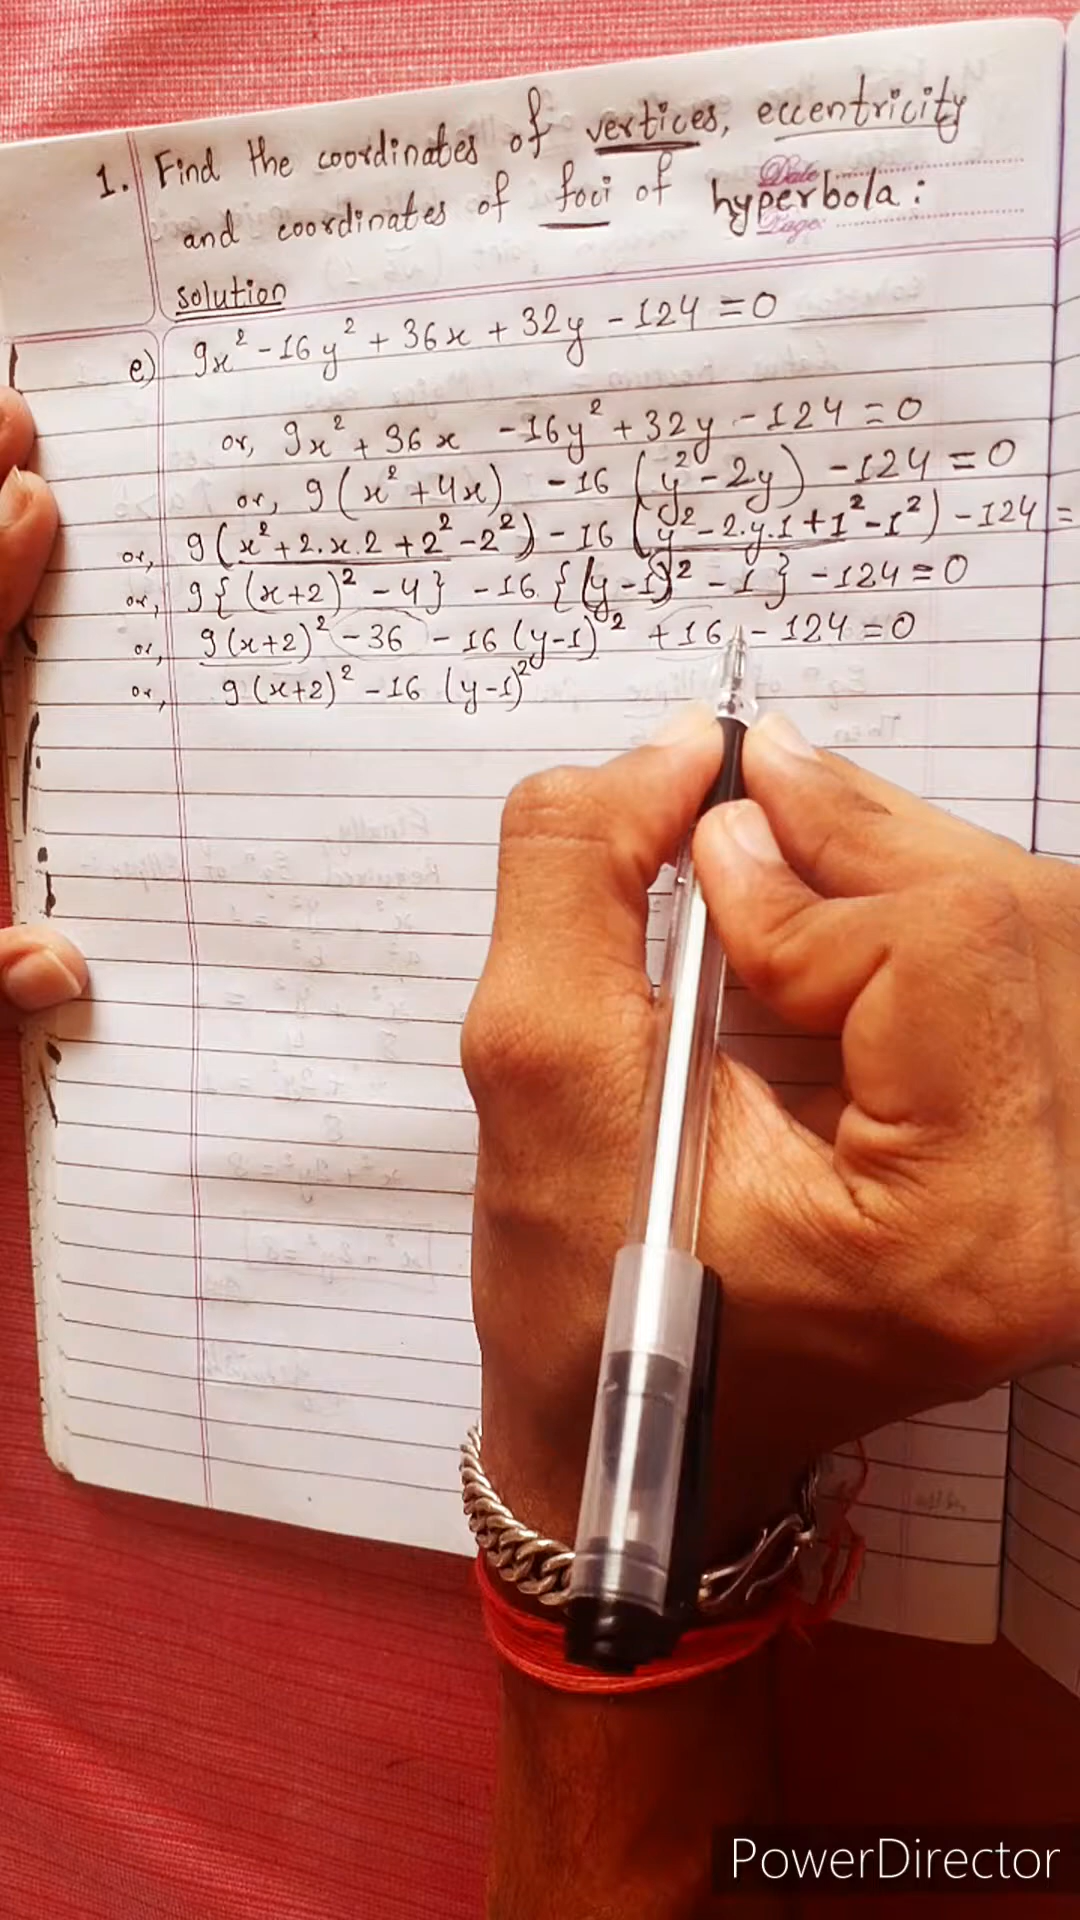 1. Find the coordinates of vertices, eccentricity
and coordinates of foci of hyperbola :
Date
Page
solution
e) 9x² - 16y² + 36x + 32y - 124 = 0
or, 9x² + 36x - 16y² + 32y - 124 = 0
or, 9(x² + 4x) - 16(y² - 2y) - 124 = 0
or, 9(x² + 2.x.2 + 2² - 2²) - 16(y² - 2.y.1 + 1² - 1²) - 124 =
or, 9{(x+2)² - 4} - 16{(y-1)² - 1} - 124 = 0
or, 9(x+2)² - 36 - 16(y-1)² + 16 - 124 = 0
or, 9(x+2)² - 16(y-1)²
PowerDirector